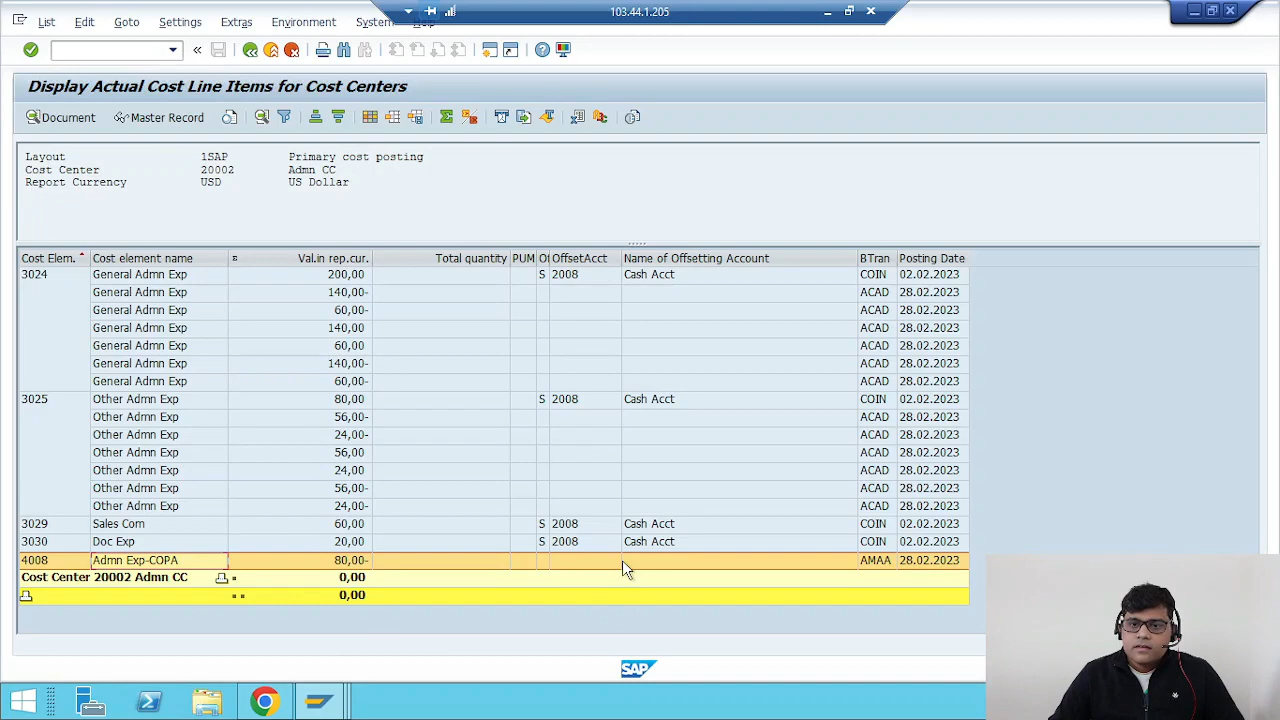 103.44.1.205
List Edit Goto Settings Extras Environment System Help
Display Actual Cost Line Items for Cost Centers
Document Master Record
Layout 1SAP Primary cost posting
Cost Center 20002 Admn CC
Report Currency USD US Dollar
Cost Elem. Cost element name Val.in rep.cur. Total quantity PUM Of OffsetAcct Name of Offsetting Account BTran Posting Date
3024 General Admn Exp 200,00 S 2008 Cash Acct COIN 02.02.2023
General Admn Exp 140,00- ACAD 28.02.2023
General Admn Exp 60,00- ACAD 28.02.2023
General Admn Exp 140,00 ACAD 28.02.2023
General Admn Exp 60,00 ACAD 28.02.2023
General Admn Exp 140,00- ACAD 28.02.2023
General Admn Exp 60,00- ACAD 28.02.2023
3025 Other Admn Exp 80,00 S 2008 Cash Acct COIN 02.02.2023
Other Admn Exp 56,00- ACAD 28.02.2023
Other Admn Exp 24,00- ACAD 28.02.2023
Other Admn Exp 56,00 ACAD 28.02.2023
Other Admn Exp 24,00 ACAD 28.02.2023
Other Admn Exp 56,00- ACAD 28.02.2023
Other Admn Exp 24,00- ACAD 28.02.2023
3029 Sales Com 60,00 S 2008 Cash Acct COIN 02.02.2023
3030 Doc Exp 20,00 S 2008 Cash Acct COIN 02.02.2023
4008 Admn Exp-COPA 80,00- AMAA 28.02.2023
Cost Center 20002 Admn CC 0,00
0,00
SAP